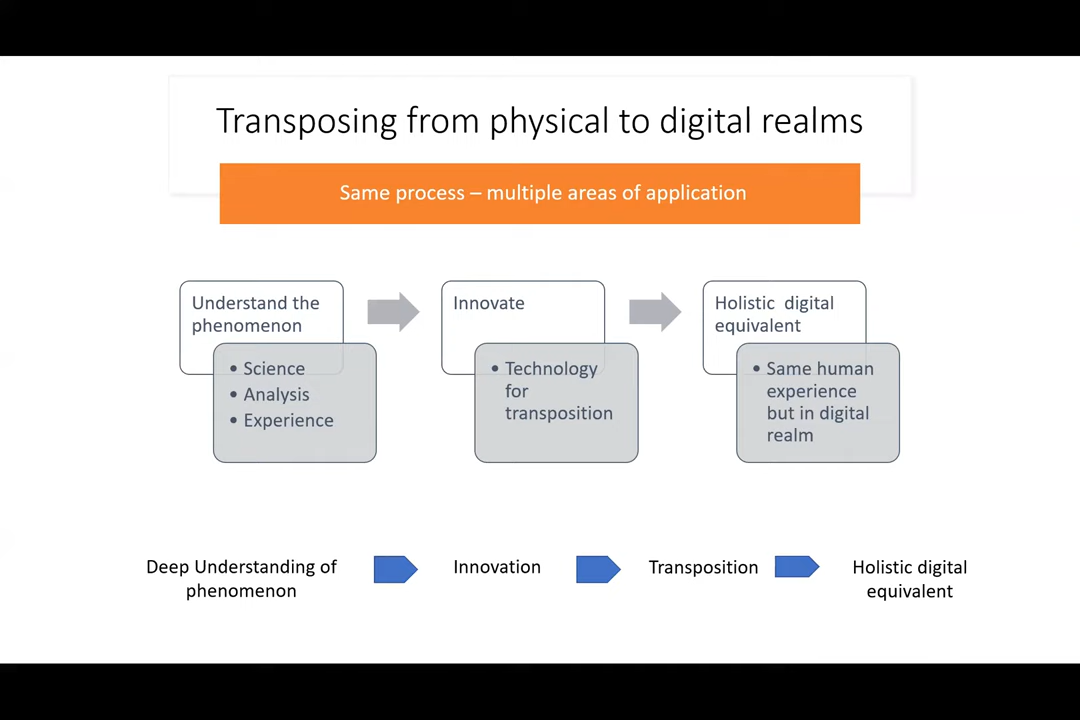 Transposing from physical to digital realms
Same process – multiple areas of application
Understand the
phenomenon
• Science
• Analysis
• Experience
Innovate
• Technology
for
transposition
Holistic digital
equivalent
• Same human
experience
but in digital
realm
Deep Understanding of
phenomenon
Innovation
Transposition
Holistic digital
equivalent